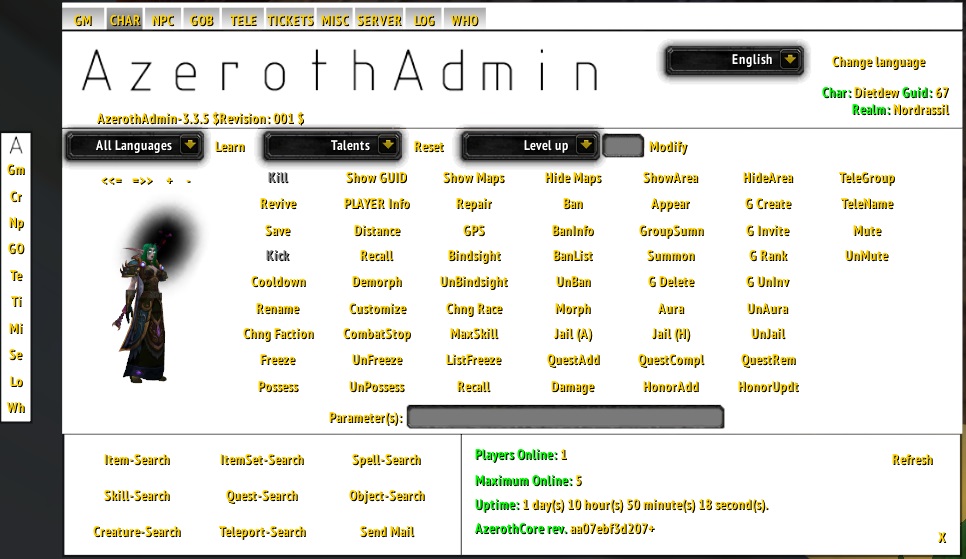 GM CHAR NPC GOB TELE TICKETS MISC SERVER LOG WHO
AzerothAdmin
English
Change language
Char: Dietdew Guid: 67
Realm: Nordrassil
AzerothAdmin-3.3.5 $Revision: 001 $
A
Gm
Cr
Np
GO
Te
Ti
Mi
Se
Lo
Wh
All Languages Learn Talents Reset Level up Modify
<<= =>> + -
Kill Show GUID Show Maps Hide Maps ShowArea HideArea TeleGroup
Revive PLAYER Info Repair Ban Appear G Create TeleName
Save Distance GPS BanInfo GroupSumn G Invite Mute
Kick Recall Bindsight BanList Summon G Rank UnMute
Cooldown Demorph UnBindsight UnBan G Delete G UnInv
Rename Customize Chng Race Morph Aura UnAura
Chng Faction CombatStop MaxSkill Jail (A) Jail (H) UnJail
Freeze UnFreeze ListFreeze QuestAdd QuestCompl QuestRem
Possess UnPossess Recall Damage HonorAdd HonorUpdt
Parameter(s):
Item-Search ItemSet-Search Spell-Search
Skill-Search Quest-Search Object-Search
Creature-Search Teleport-Search Send Mail
Players Online: 1
Maximum Online: 5
Uptime: 1 day(s) 10 hour(s) 50 minute(s) 18 second(s).
AzerothCore rev. aa07ebf3d207+
Refresh
X